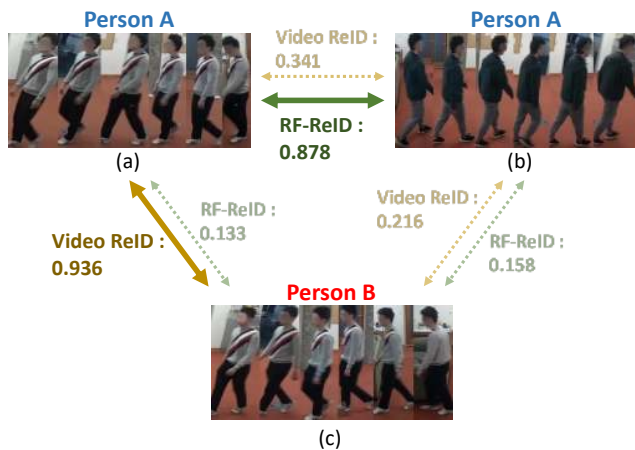 Person A
Person A
Video ReID :
0.341
RF-ReID :
0.878
(a)
(b)
Video ReID :
0.936
RF-ReID :
0.133
Video ReID :
0.216
RF-ReID :
0.158
Person B
(c)